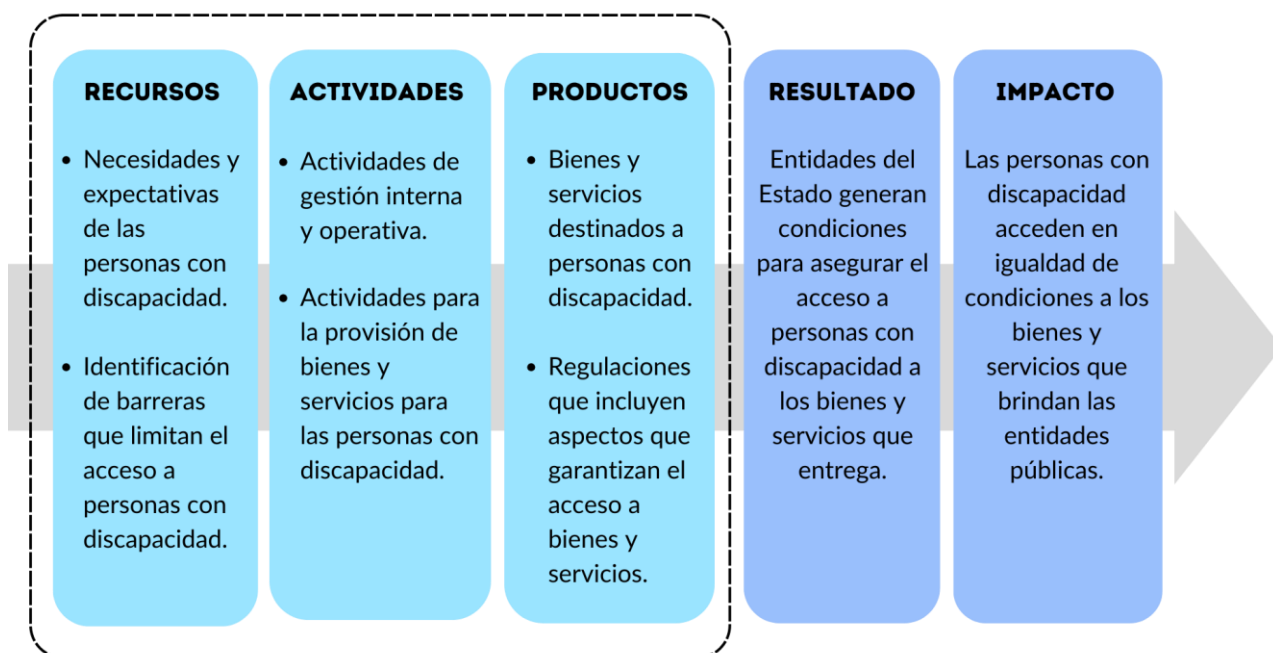 RECURSOS
• Necesidades y
expectativas
de las
personas con
discapacidad.
• Identificación
de barreras
que limitan el
acceso a
personas con
discapacidad.
ACTIVIDADES
• Actividades de
gestión interna
y operativa.
• Actividades para
la provisión de
bienes y
servicios para
las personas con
discapacidad.
PRODUCTOS
• Bienes y
servicios
destinados a
personas con
discapacidad.
• Regulaciones
que incluyen
aspectos que
garantizan el
acceso a
bienes y
servicios.
RESULTADO
Entidades del
Estado generan
condiciones
para asegurar el
acceso a
personas con
discapacidad a
los bienes y
servicios que
entrega.
IMPACTO
Las personas con
discapacidad
acceden en
igualdad de
condiciones a los
bienes y
servicios que
brindan las
entidades
públicas.